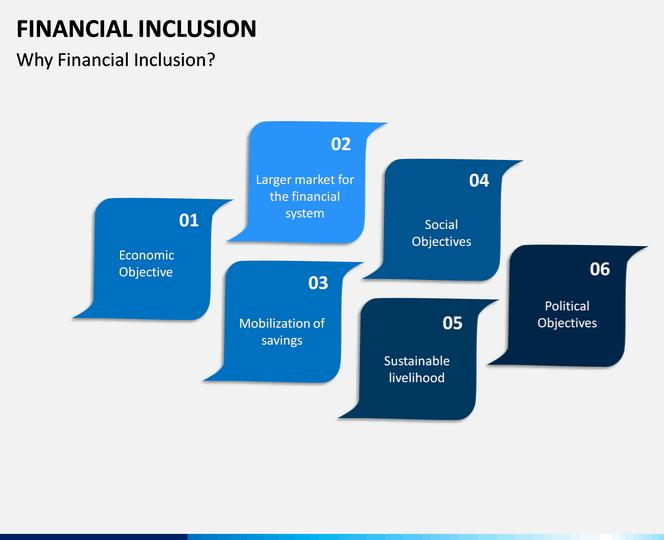 FINANCIAL INCLUSION
Why Financial Inclusion?
01
Economic
Objective
02
Larger market for
the financial
system
03
Mobilization of
savings
04
Social
Objectives
05
Sustainable
livelihood
06
Political
Objectives